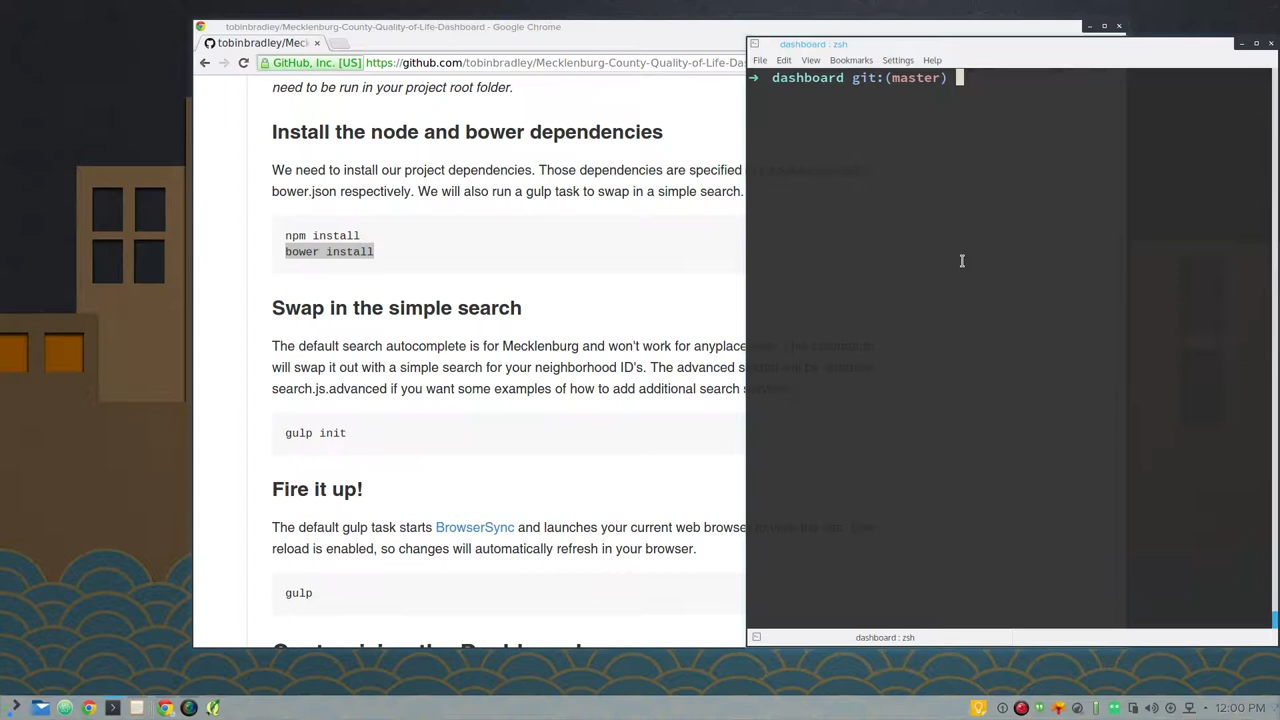 tobinbradley/Mecklenburg-County-Quality-of-Life-Dashboard - Google Chrome
tobinbradley/Meck
GitHub, Inc. [US] https://github.com/tobinbradley/Mecklenburg-County-Quality-of-Life-Das
need to be run in your project root folder.
Install the node and bower dependencies
We need to install our project dependencies. Those dependencies are specified
bower.json respectively. We will also run a gulp task to swap in a simple search.
npm install
bower install
Swap in the simple search
The default search autocomplete is for Mecklenburg and won't work for anyplace
will swap it out with a simple search for your neighborhood ID's. The advanced
search.js.advanced if you want some examples of how to add additional search
gulp init
Fire it up!
The default gulp task starts BrowserSync and launches your current web browser
reload is enabled, so changes will automatically refresh in your browser.
gulp
dashboard : zsh
File Edit View Bookmarks Settings Help
➜ dashboard git:(master)
dashboard : zsh
12:00 PM